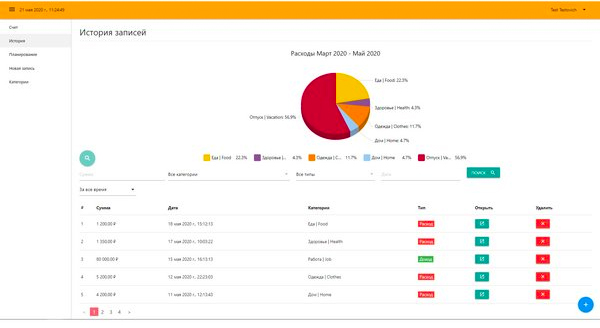 21 мая 2020 г., 11:24:45
Test Testovich
Счет
История
Планирование
Новая запись
Категории
История записей
Расходы Март 2020 - Май 2020
Еда | Food 22.3%
Здоровье | Health 4.3%
Одежда | Clothes 11.7%
Дом | Home 4.7%
Отпуск | Vacation 56.9%
Еда | Food 22.3% Здоровье |... 4.3% Одежда | C... 11.7% Дом | Home 4.7% Отпуск | Va... 56.9%
Сумма Все категории Все типы Дата ПОИСК
За все время
# Сумма Дата Категория Тип Открыть Удалить
1 1 200,00 ₽ 18 мая 2020 г., 15:12:13 Еда | Food Расход
2 1 350,00 ₽ 17 мая 2020 г., 10:03:22 Здоровье | Health Расход
3 80 000,00 ₽ 15 мая 2020 г., 16:13:13 Работа | Job Доход
4 5 200,00 ₽ 12 мая 2020 г., 22:23:03 Одежда | Clothes Расход
5 4 200,00 ₽ 11 мая 2020 г., 12:13:43 Дом | Home Расход
< 1 2 3 4 >